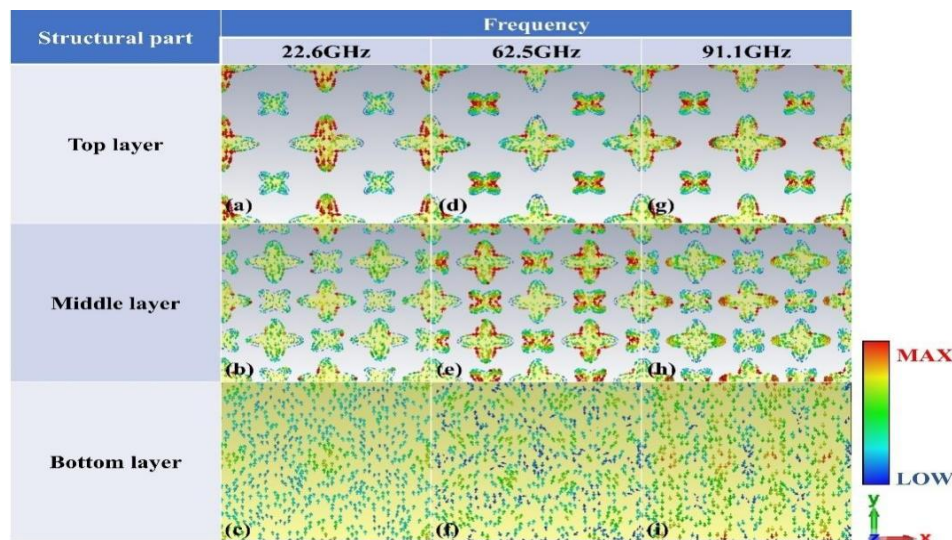 Structural part
Frequency
22.6GHz 62.5GHz 91.1GHz
Top layer
(a) (d) (g)
Middle layer
(b) (e) (h)
Bottom layer
(c) (f) (i)
MAX
LOW
y
z x